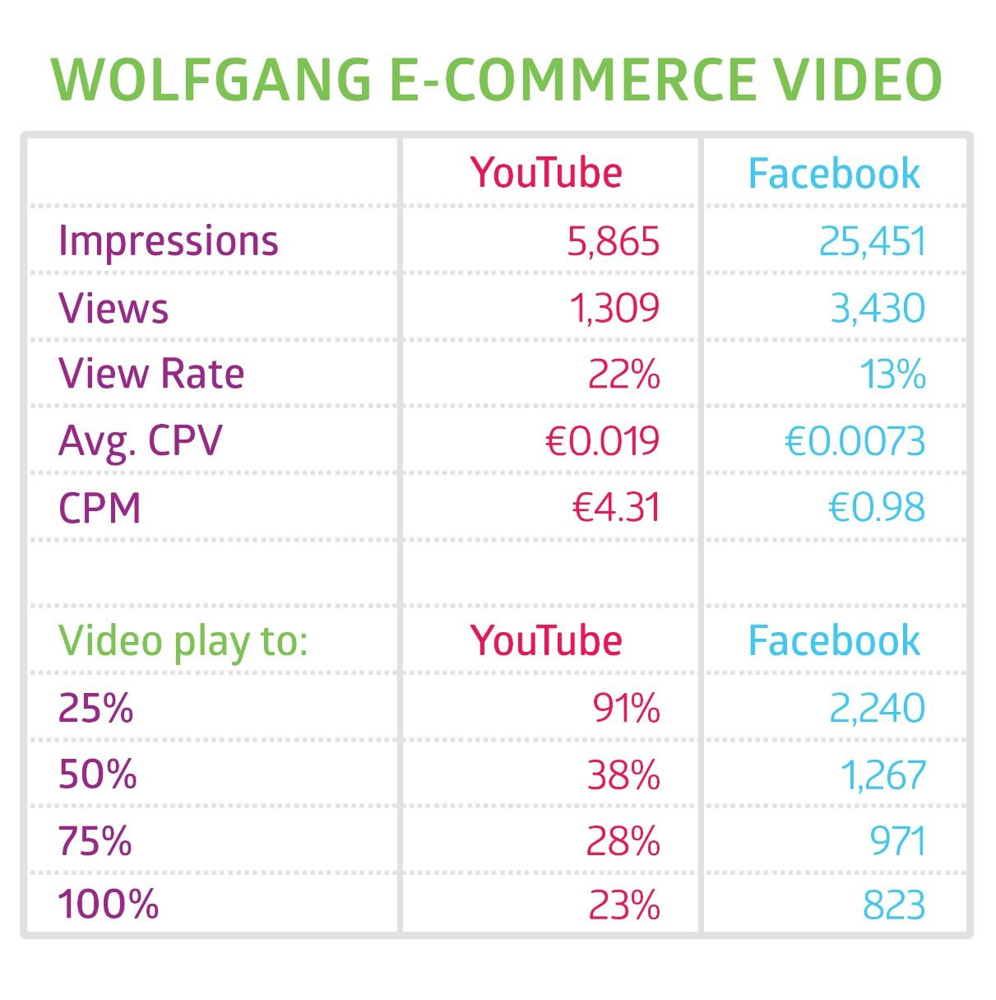 WOLFGANG E-COMMERCE VIDEO
YouTube Facebook
Impressions 5,865 25,451
Views 1,309 3,430
View Rate 22% 13%
Avg. CPV €0.019 €0.0073
CPM €4.31 €0.98
Video play to: YouTube Facebook
25% 91% 2,240
50% 38% 1,267
75% 28% 971
100% 23% 823